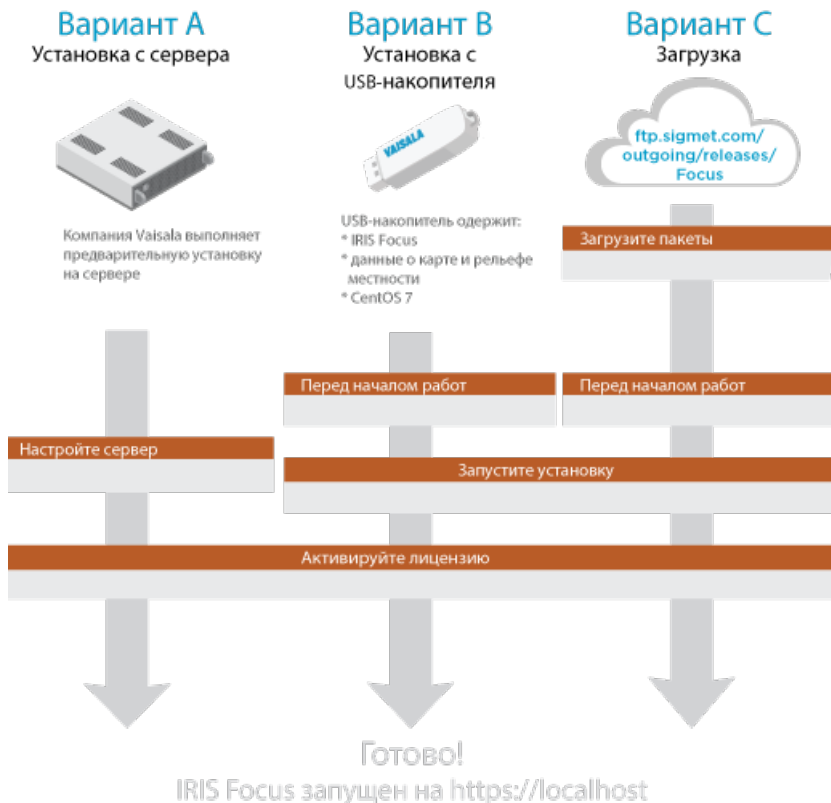 Вариант A
Установка с сервера
Компания Vaisala выполняет
предварительную установку
на сервере
Вариант B
Установка с
USB-накопителя
VAISALA
USB-накопитель одержит:
* IRIS Focus
* данные о карте и рельефе
местности
* CentOS 7
Вариант C
Загрузка
ftp.sigmet.com/
outgoing/releases/
Focus
Загрузите пакеты
Перед началом работ
Перед началом работ
Настройте сервер
Запустите установку
Активируйте лицензию
Готово!
IRIS Focus запущен на https://localhost